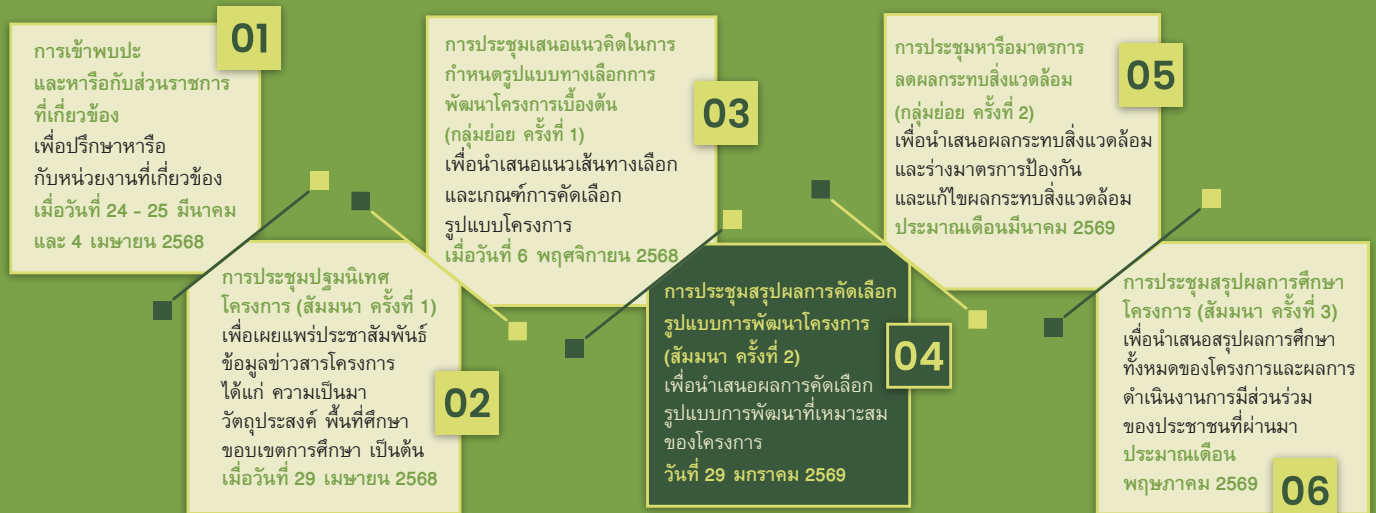 01
การเข้าพบปะ
และหารือกับส่วนราชการ
ที่เกี่ยวข้อง
เพื่อปรึกษาหารือ
กับหน่วยงานที่เกี่ยวข้อง
เมื่อวันที่ 24 - 25 มีนาคม
และ 4 เมษายน 2568
02
การประชุมปฐมนิเทศ
โครงการ (สัมมนา ครั้งที่ 1)
เพื่อเผยแพร่ประชาสัมพันธ์
ข้อมูลข่าวสารโครงการ
ได้แก่ ความเป็นมา
วัตถุประสงค์ พื้นที่ศึกษา
ขอบเขตการศึกษา เป็นต้น
เมื่อวันที่ 29 เมษายน 2568
03
การประชุมเสนอแนวคิดในการ
กำหนดรูปแบบทางเลือกการ
พัฒนาโครงการเบื้องต้น
(กลุ่มย่อย ครั้งที่ 1)
เพื่อนำเสนอแนวเส้นทางเลือก
และเกณฑ์การคัดเลือก
รูปแบบโครงการ
เมื่อวันที่ 6 พฤศจิกายน 2568
04
การประชุมสรุปผลการคัดเลือก
รูปแบบการพัฒนาโครงการ
(สัมมนา ครั้งที่ 2)
เพื่อนำเสนอผลการคัดเลือก
รูปแบบการพัฒนาที่เหมาะสม
ของโครงการ
วันที่ 29 มกราคม 2569
05
การประชุมหารือมาตรการ
ลดผลกระทบสิ่งแวดล้อม
(กลุ่มย่อย ครั้งที่ 2)
เพื่อนำเสนอผลกระทบสิ่งแวดล้อม
และร่างมาตรการป้องกัน
และแก้ไขผลกระทบสิ่งแวดล้อม
ประมาณเดือนมีนาคม 2569
06
การประชุมสรุปผลการศึกษา
โครงการ (สัมมนา ครั้งที่ 3)
เพื่อนำเสนอสรุปผลการศึกษา
ทั้งหมดของโครงการและผลการ
ดำเนินงานการมีส่วนร่วม
ของประชาชนที่ผ่านมา
ประมาณเดือน
พฤษภาคม 2569